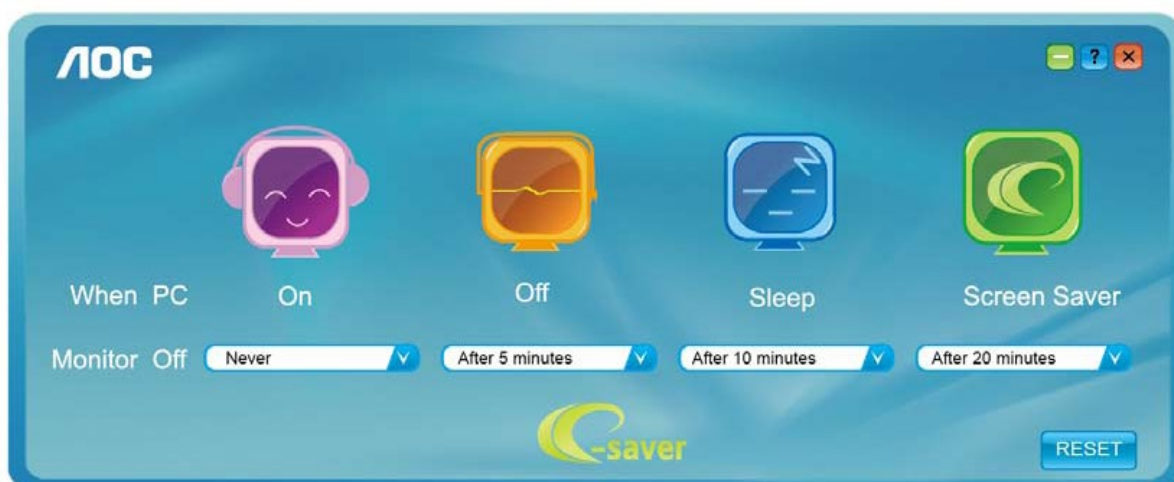 AOC
?
When PC On Off Sleep Screen Saver
Monitor Off Never After 5 minutes After 10 minutes After 20 minutes
e-saver
RESET